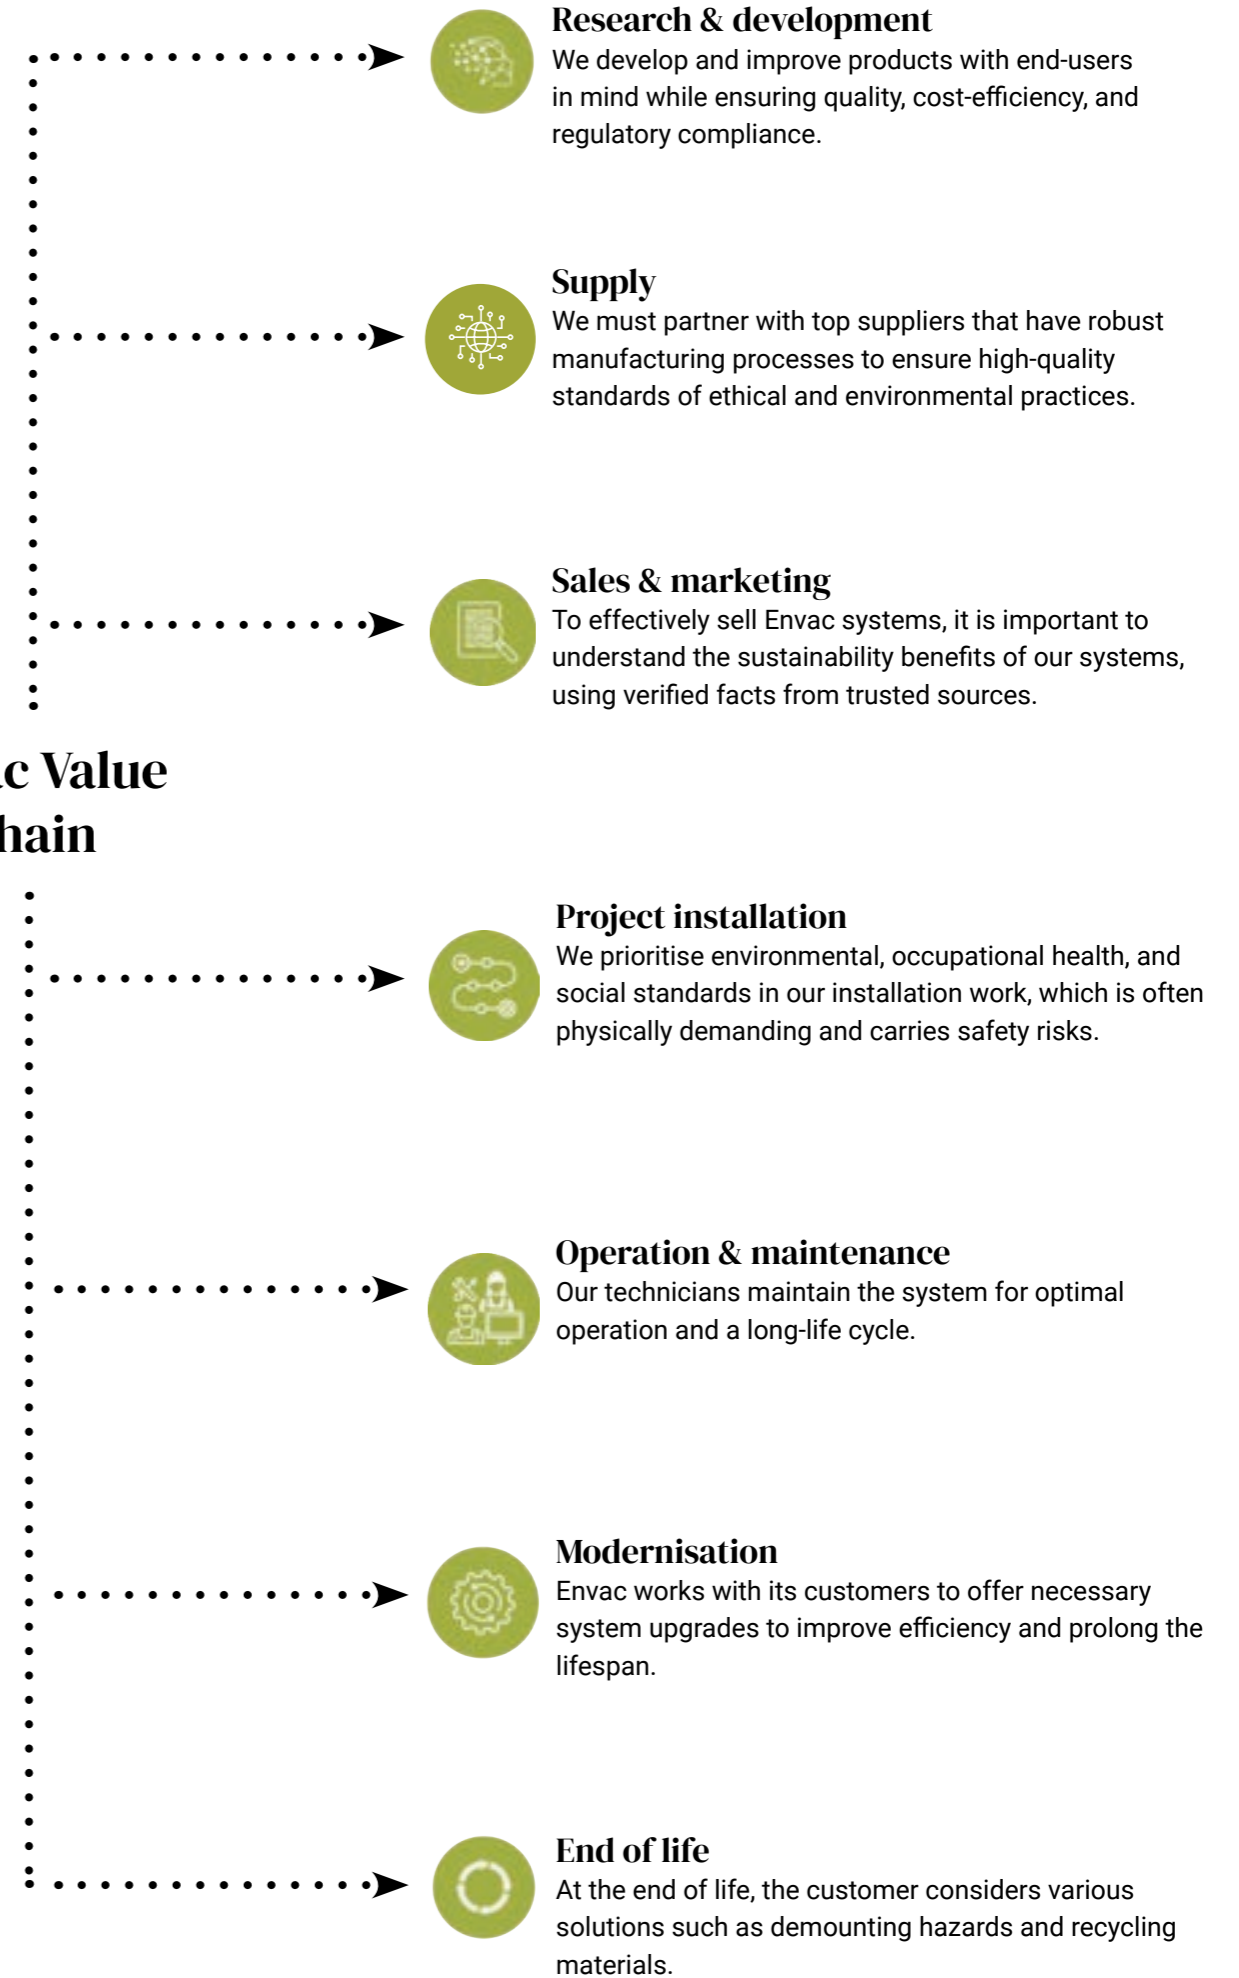 Research & development
We develop and improve products with end-users
in mind while ensuring quality, cost-efficiency, and
regulatory compliance.
Supply
We must partner with top suppliers that have robust
manufacturing processes to ensure high-quality
standards of ethical and environmental practices.
Sales & marketing
To effectively sell Envac systems, it is important to
understand the sustainability benefits of our systems,
using verified facts from trusted sources.
Value
Project installation
We prioritise environmental, occupational health, and
social standards in our installation work, which is often
physically demanding and carries safety risks.
Operation & maintenance
Our technicians maintain the system for optimal
operation and a long-life cycle.
Modernisation
Envac works with its customers to offer necessary
system upgrades to improve efficiency and prolong the
lifespan.
End of life
At the end of life, the customer considers various
solutions such as demounting hazards and recycling
materials.